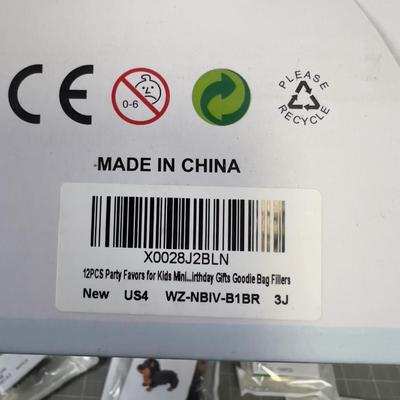 CE
0-6
PLEASE
RECYCLE
MADE IN CHINA
X0028J2BLN
12PCS Party Favors for Kids Mini...irthday Gifts Goodie Bag Fillers
New US4 WZ-NBIV-B1BR 3J